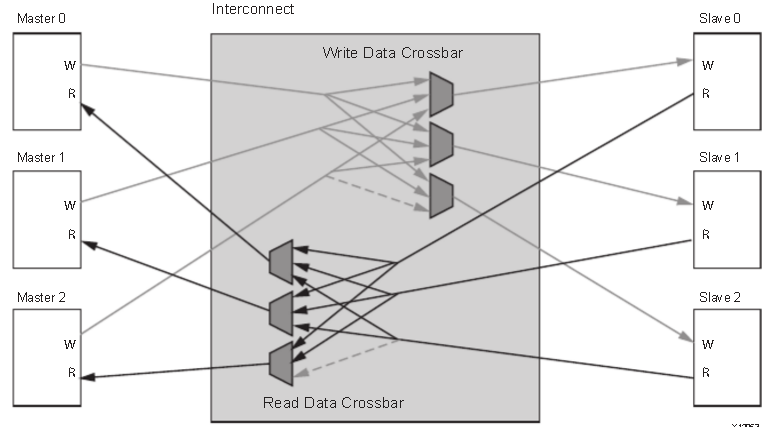 Interconnect
Master 0
Slave 0
Write Data Crossbar
W
W
R
R
Master 1
Slave 1
W
W
R
R
Master 2
Slave 2
W
W
R
R
Read Data Crossbar